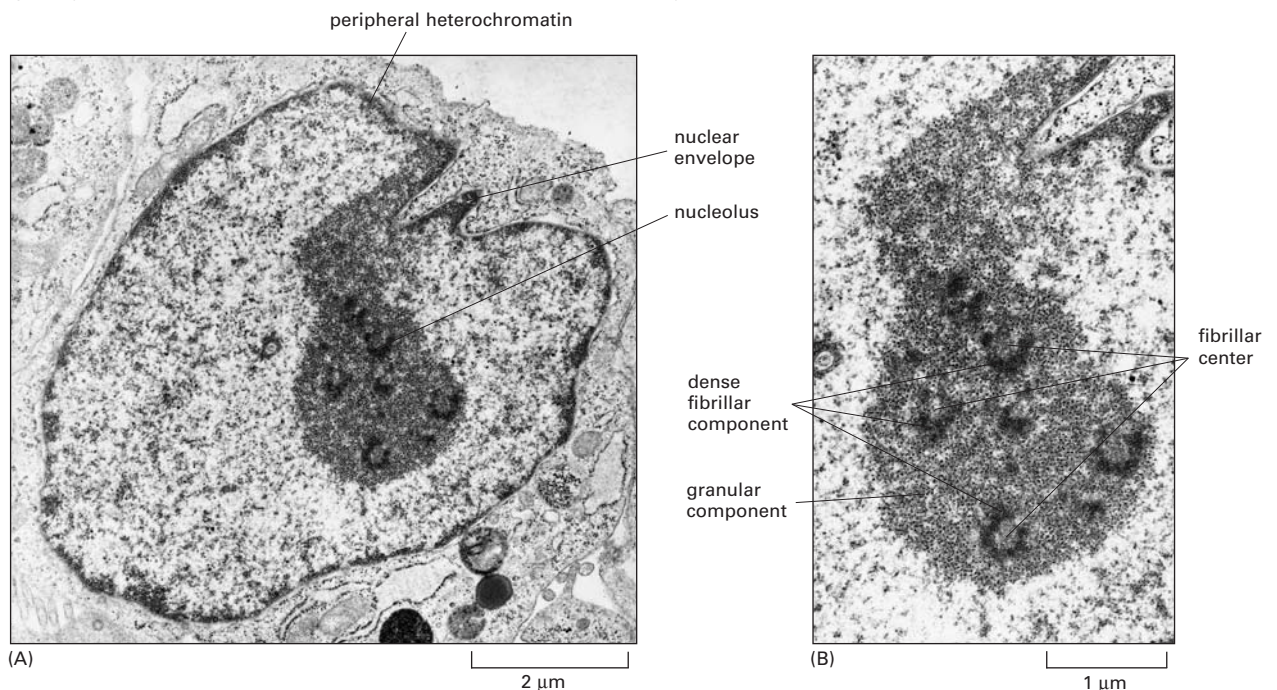 peripheral heterochromatin
nuclear
envelope
nucleolus
fibrillar
center
dense
fibrillar
component
granular
component
(A)
2 μm
(B)
1 μm